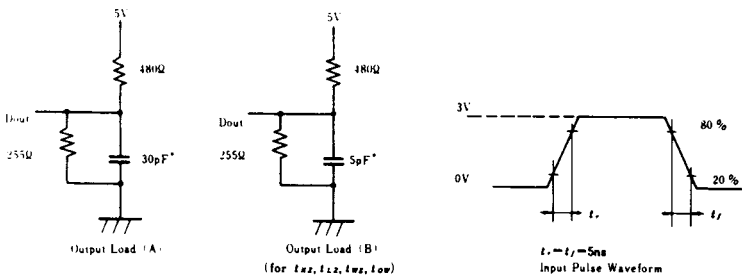 5V
480Ω
Dout
255Ω
30pF*
Output Load (A)
5V
480Ω
Dout
255Ω
5pF*
Output Load (B)
(for tHZ, tLZ, tWZ, tOW)
3V
80 %
0V
20 %
tr
tf
tr=tf=5ns
Input Pulse Waveform